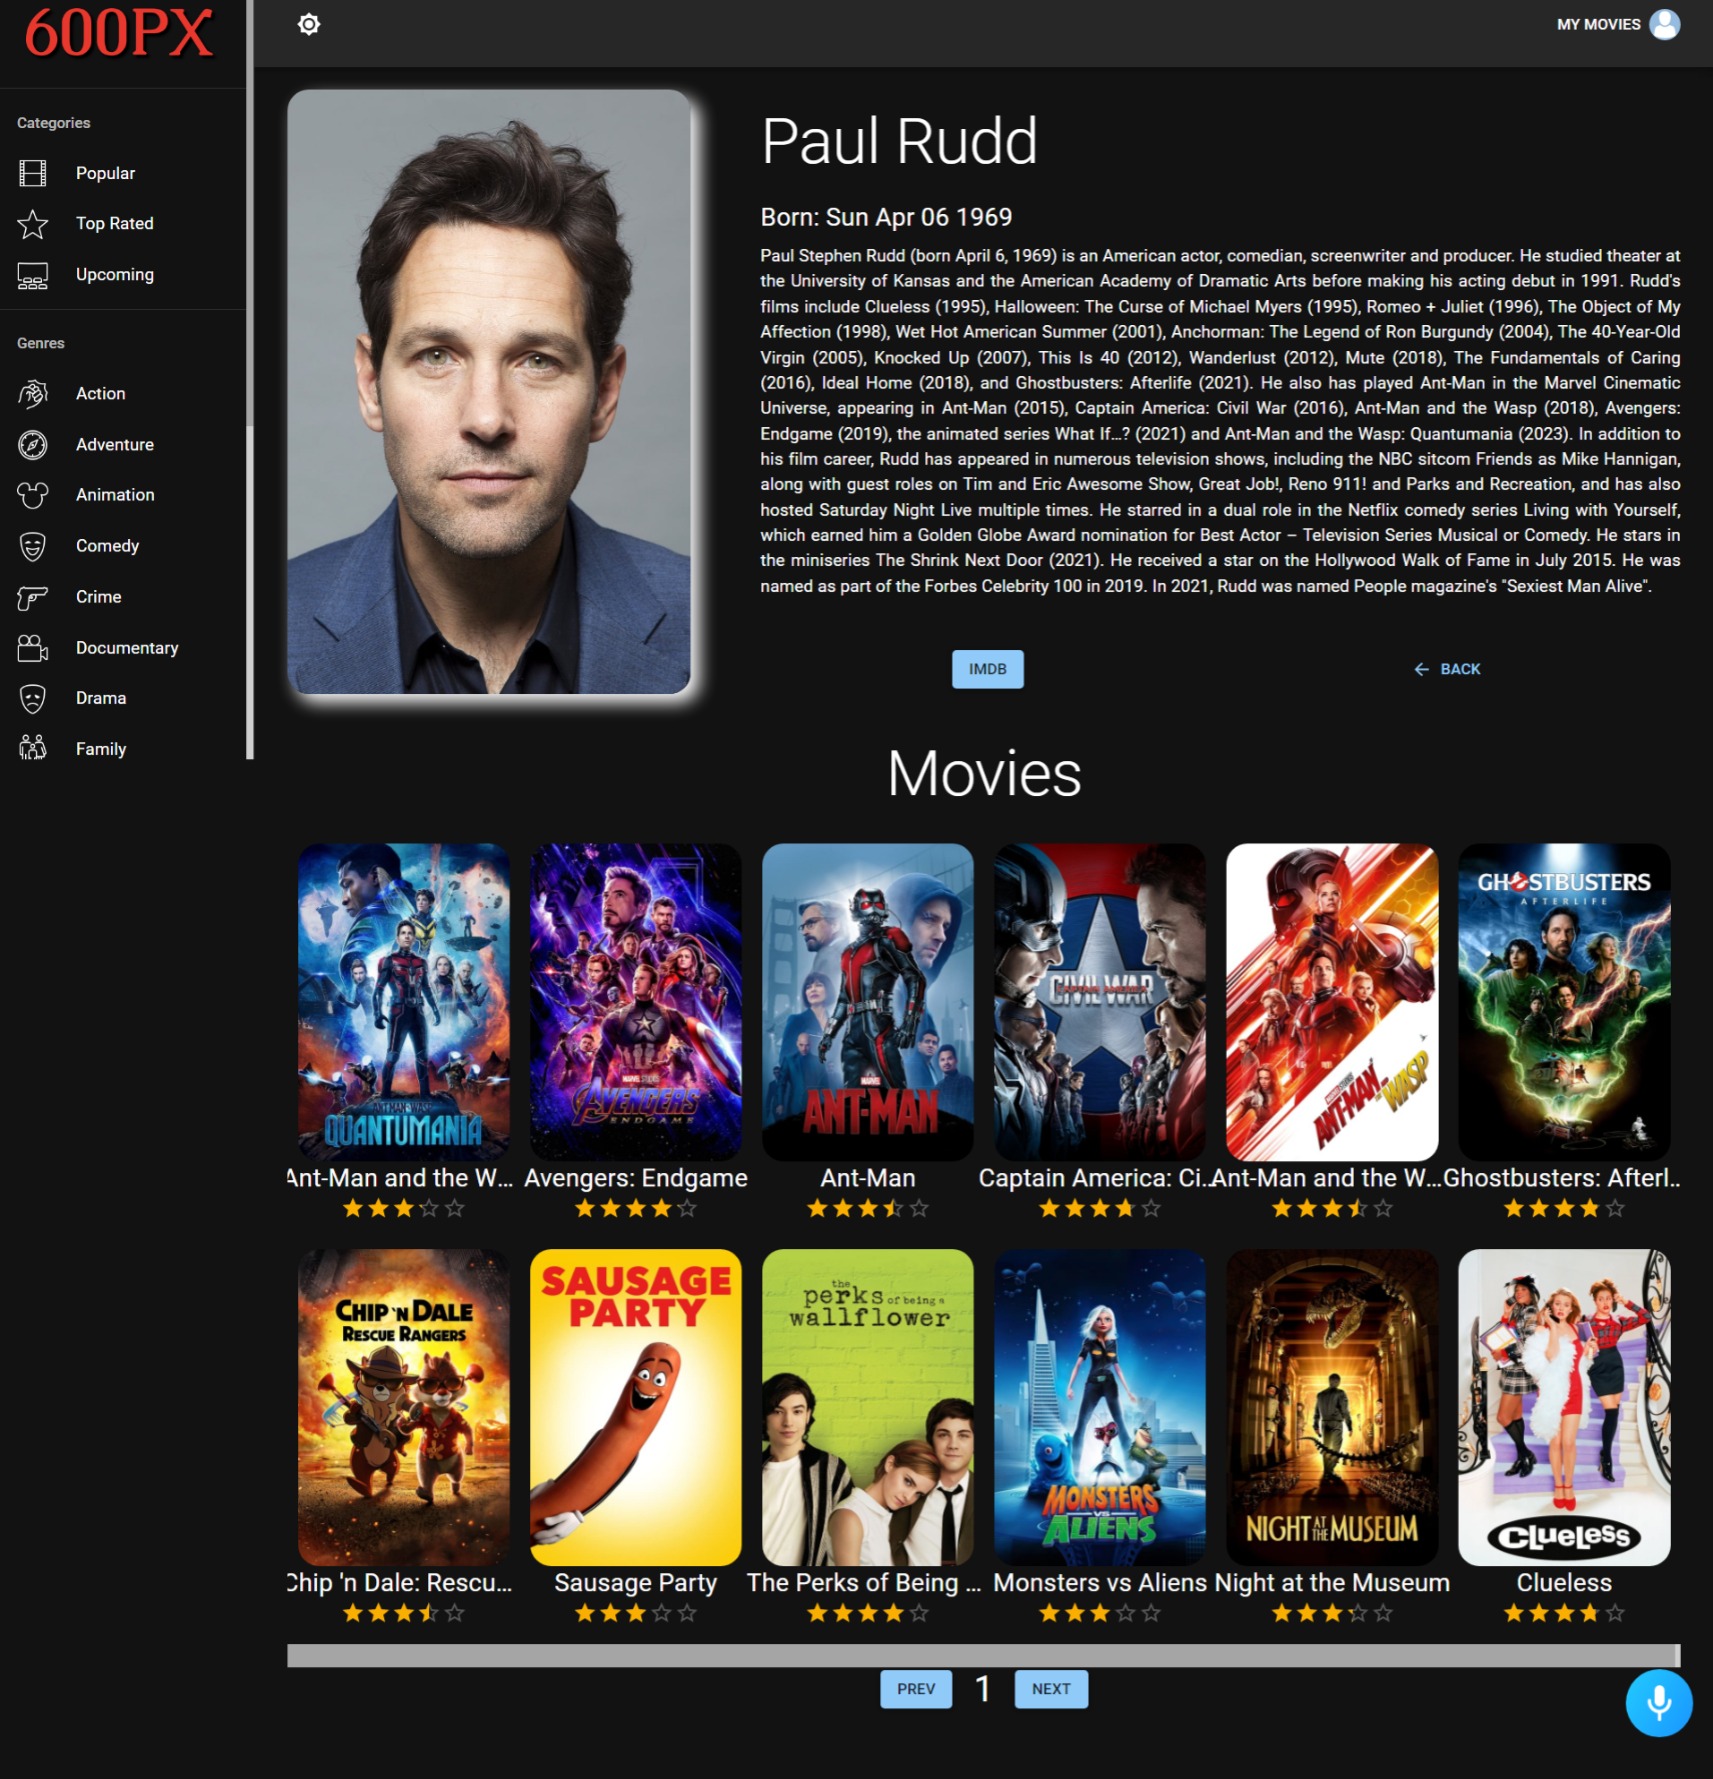 600PX
MY MOVIES
Categories
Popular
Top Rated
Upcoming
Genres
Action
Adventure
Animation
Comedy
Crime
Documentary
Drama
Family
Paul Rudd
Born: Sun Apr 06 1969
Paul Stephen Rudd (born April 6, 1969) is an American actor, comedian, screenwriter and producer. He studied theater at
the University of Kansas and the American Academy of Dramatic Arts before making his acting debut in 1991. Rudd's
films include Clueless (1995), Halloween: The Curse of Michael Myers (1995), Romeo + Juliet (1996), The Object of My
Affection (1998), Wet Hot American Summer (2001), Anchorman: The Legend of Ron Burgundy (2004), The 40-Year-Old
Virgin (2005), Knocked Up (2007), This Is 40 (2012), Wanderlust (2012), Mute (2018), The Fundamentals of Caring
(2016), Ideal Home (2018), and Ghostbusters: Afterlife (2021). He also has played Ant-Man in the Marvel Cinematic
Universe, appearing in Ant-Man (2015), Captain America: Civil War (2016), Ant-Man and the Wasp (2018), Avengers:
Endgame (2019), the animated series What If...? (2021) and Ant-Man and the Wasp: Quantumania (2023). In addition to
his film career, Rudd has appeared in numerous television shows, including the NBC sitcom Friends as Mike Hannigan,
along with guest roles on Tim and Eric Awesome Show, Great Job!, Reno 911! and Parks and Recreation, and has also
hosted Saturday Night Live multiple times. He starred in a dual role in the Netflix comedy series Living with Yourself,
which earned him a Golden Globe Award nomination for Best Actor – Television Series Musical or Comedy. He stars in
the miniseries The Shrink Next Door (2021). He received a star on the Hollywood Walk of Fame in July 2015. He was
named as part of the Forbes Celebrity 100 in 2019. In 2021, Rudd was named People magazine's "Sexiest Man Alive".
IMDB
BACK
Movies
ANT-MAN WASP
QUANTUMANIA
MARVEL STUDIOS
AVENGERS
ENDGAME
MARVEL
ANT-MAN
CAPTAIN AMERICA
CIVIL WAR
ANT-MAN
WASP
GHOSTBUSTERS
AFTERLIFE
Ant-Man and the W...
Avengers: Endgame
Ant-Man
Captain America: Ci...
Ant-Man and the W...
Ghostbusters: Afterl...
CHIP 'N DALE
RESCUE RANGERS
SAUSAGE
PARTY
the
perks of being a
wallflower
MONSTERS
VS
ALIENS
NIGHT AT THE MUSEUM
CLUELESS
Chip 'n Dale: Rescu...
Sausage Party
The Perks of Being ...
Monsters vs Aliens
Night at the Museum
Clueless
PREV
1
NEXT